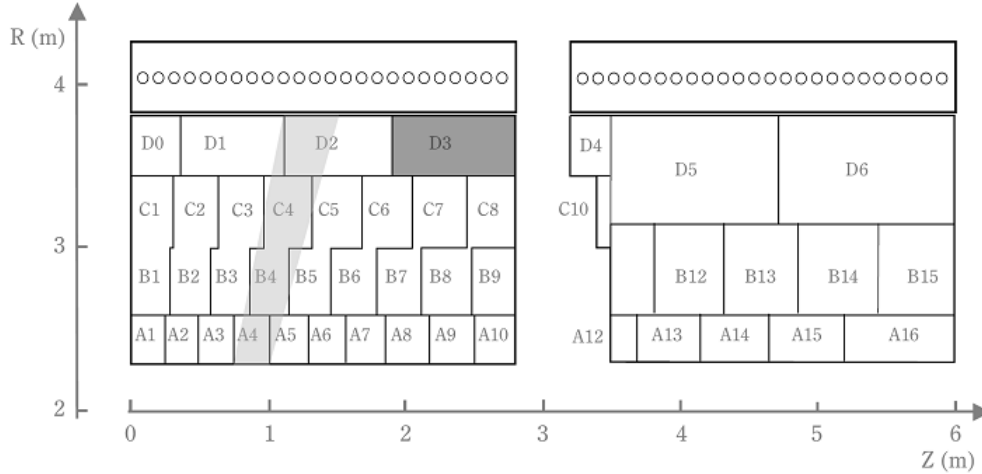 R (m)
4
D0 D1 D2 D3 D4 D5 D6
C1 C2 C3 C4 C5 C6 C7 C8 C10
3
B1 B2 B3 B4 B5 B6 B7 B8 B9 B12 B13 B14 B15
A1 A2 A3 A4 A5 A6 A7 A8 A9 A10 A12 A13 A14 A15 A16
2
0 1 2 3 4 5 6
Z (m)